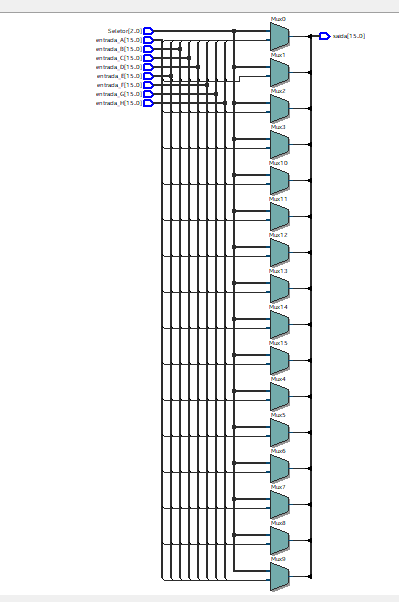 Mux0
Seletor[2..0]
saida[15..0]
entrada_A[15..0]
entrada_B[15..0]
entrada_C[15..0]
entrada_D[15..0]
entrada_E[15..0]
entrada_F[15..0]
entrada_G[15..0]
entrada_H[15..0]
Mux1
Mux2
Mux3
Mux10
Mux11
Mux12
Mux13
Mux14
Mux15
Mux4
Mux5
Mux6
Mux7
Mux8
Mux9